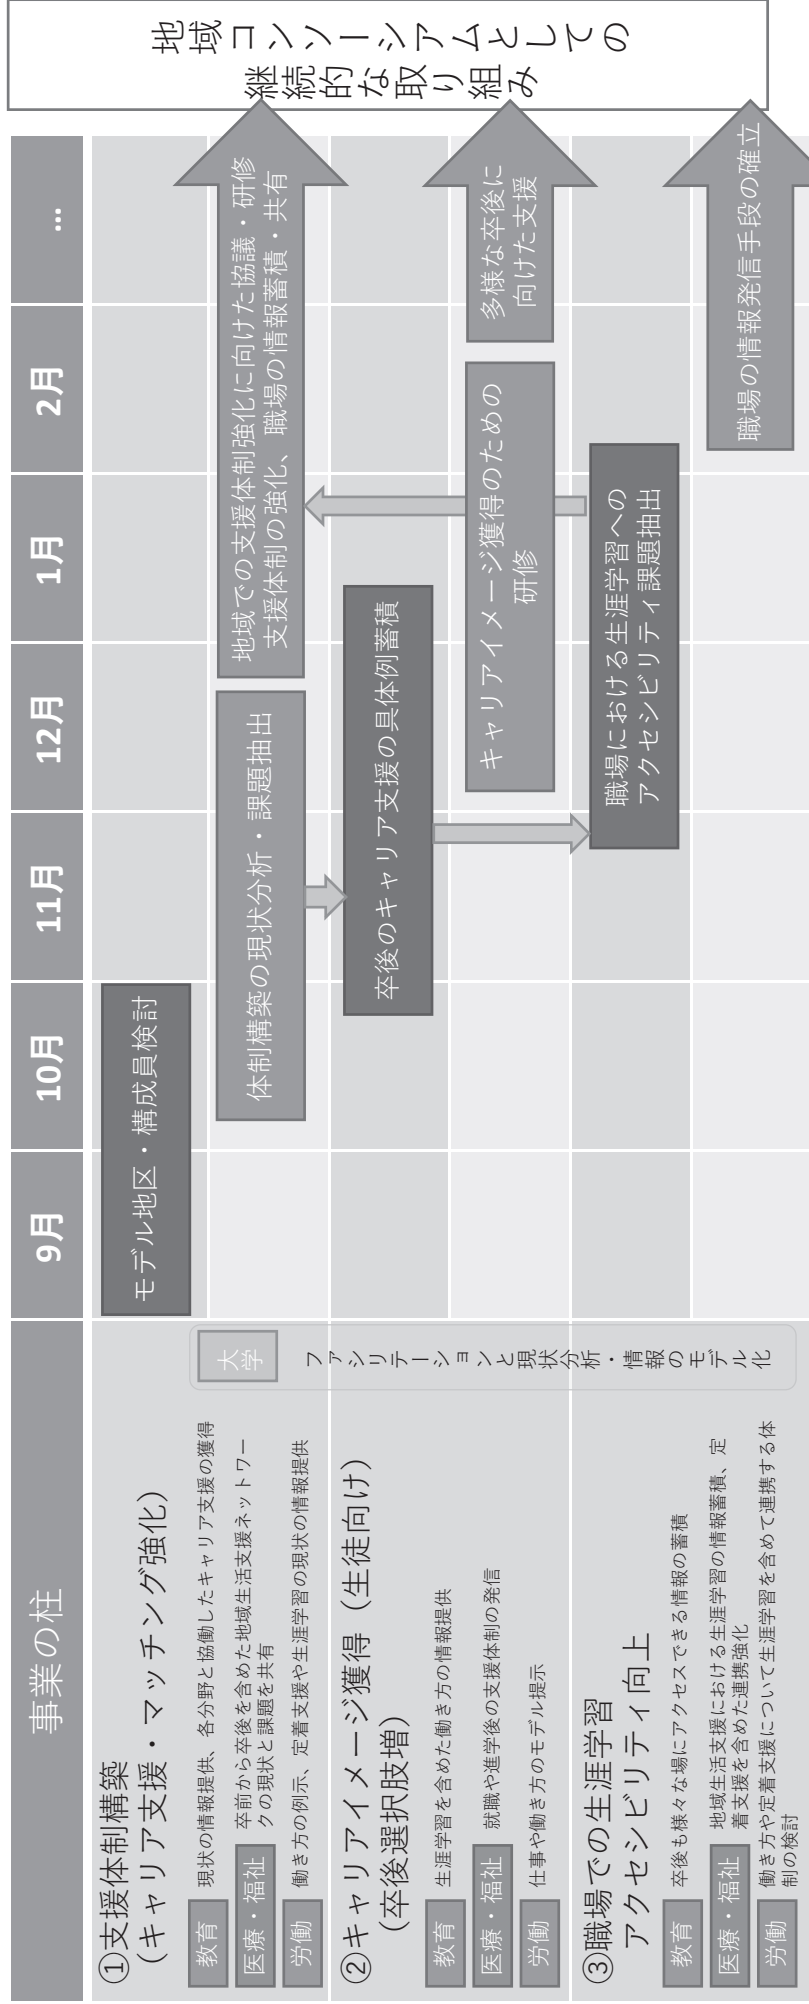 事業の柱
9月
10月
11月
12月
1月
2月
…
①支援体制構築
(キャリア支援・マッチング強化)
教育
現状の情報提供、各分野と協働したキャリア支援の獲得
医療・福祉
卒前から卒後を含めた地域生活支援ネットワー
クの現状と課題を共有
労働
働き方の例示、定着支援や生涯学習の現状の情報提供
②キャリアイメージ獲得（生徒向け）
(卒後選択肢増)
教育
生涯学習を含めた働き方の情報提供
医療・福祉
就職や進学後の支援体制の発信
労働
仕事や働き方のモデル提示
③職場での生涯学習
アクセシビリティ向上
教育
卒後も様々な場にアクセスできる情報の蓄積
医療・福祉
地域生活支援における生涯学習の情報蓄積、定
着支援を含めた連携強化
労働
働き方や定着支援について生涯学習を含めて連携する体
制の検討
大学
ファシリテーションと現状分析・情報のモデル化
モデル地区・構成員検討
体制構築の現状分析・課題抽出
地域での支援体制強化に向けた協議・研修
支援体制の強化、職場の情報蓄積・共有
卒後のキャリア支援の具体例蓄積
キャリアイメージ獲得のための
研修
多様な卒後に
向けた支援
職場における生涯学習への
アクセシビリティ課題抽出
職場の情報発信手段の確立
地域コンソーシアムとしての
継続的な取り組み